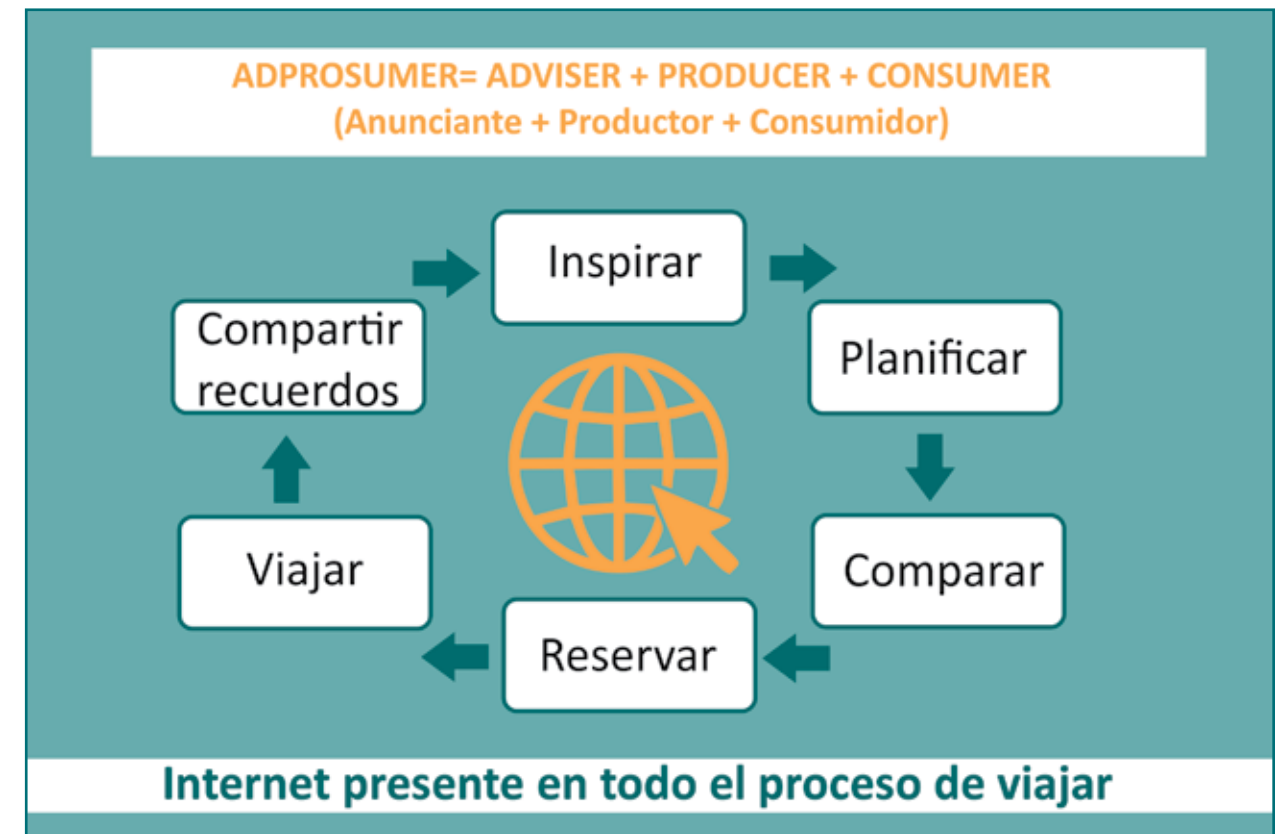 ADPROSUMER= ADVISER + PRODUCER + CONSUMER
(Anunciante + Productor + Consumidor)
Inspirar
Planificar
Comparar
Reservar
Viajar
Compartir
recuerdos
Internet presente en todo el proceso de viajar